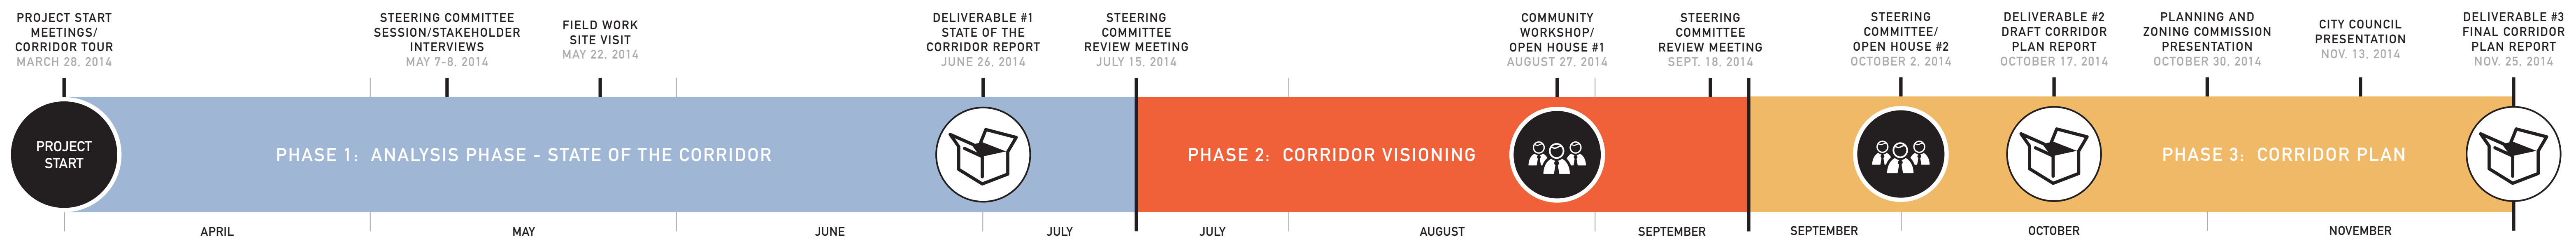 PROJECT START
MEETINGS/
CORRIDOR TOUR
MARCH 28, 2014
STEERING COMMITTEE
SESSION/STAKEHOLDER
INTERVIEWS
MAY 7-8, 2014
FIELD WORK
SITE VISIT
MAY 22, 2014
DELIVERABLE #1
STATE OF THE
CORRIDOR REPORT
JUNE 26, 2014
STEERING
COMMITTEE
REVIEW MEETING
JULY 15, 2014
COMMUNITY
WORKSHOP/
OPEN HOUSE #1
AUGUST 27, 2014
STEERING
COMMITTEE
REVIEW MEETING
SEPT. 18, 2014
STEERING
COMMITTEE/
OPEN HOUSE #2
OCTOBER 2, 2014
DELIVERABLE #2
DRAFT CORRIDOR
PLAN REPORT
OCTOBER 17, 2014
PLANNING AND
ZONING COMMISSION
PRESENTATION
OCTOBER 30, 2014
CITY COUNCIL
PRESENTATION
NOV. 13, 2014
DELIVERABLE #3
FINAL CORRIDOR
PLAN REPORT
NOV. 25, 2014
PROJECT
START
PHASE 1: ANALYSIS PHASE - STATE OF THE CORRIDOR
PHASE 2: CORRIDOR VISIONING
PHASE 3: CORRIDOR PLAN
APRIL
MAY
JUNE
JULY
JULY
AUGUST
SEPTEMBER
SEPTEMBER
OCTOBER
NOVEMBER